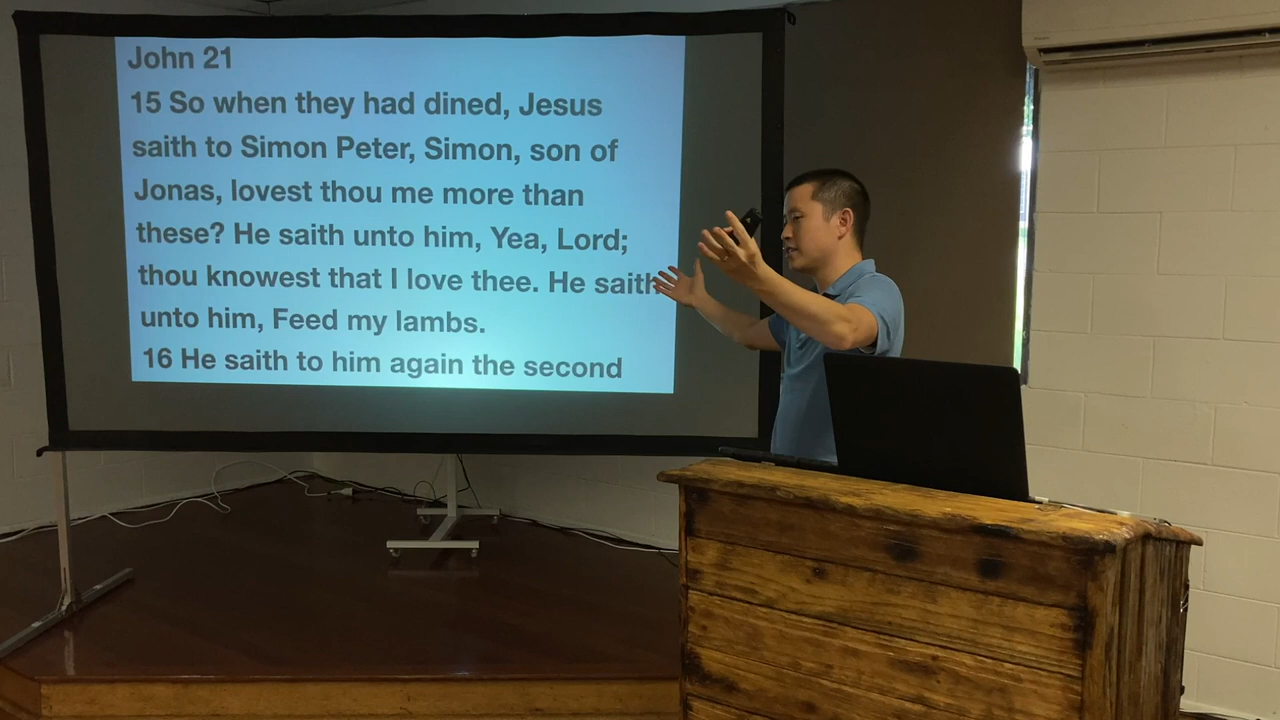 John 21
15 So when they had dined, Jesus
saith to Simon Peter, Simon, son of
Jonas, lovest thou me more than
these? He saith unto him, Yea, Lord;
thou knowest that I love thee. He saith
unto him, Feed my lambs.
16 He saith to him again the second